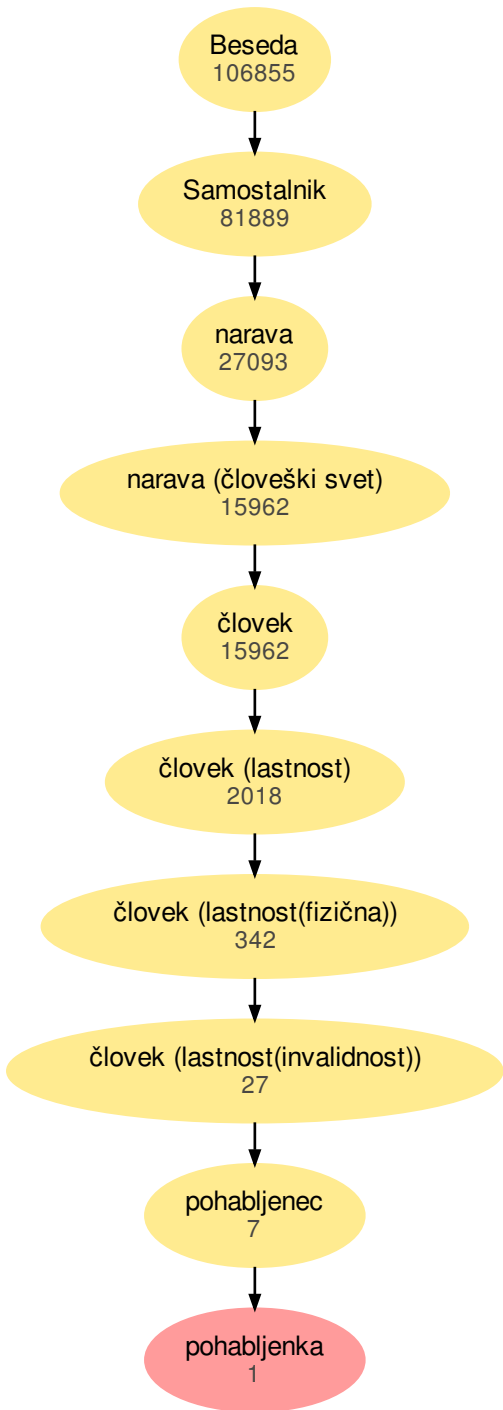 Beseda
106855
Samostalnik
81889
narava
27093
narava (človeški svet)
15962
človek
15962
človek (lastnost)
2018
človek (lastnost(fizična))
342
človek (lastnost(invalidnost))
27
pohabljenec
7
pohabljenka
1